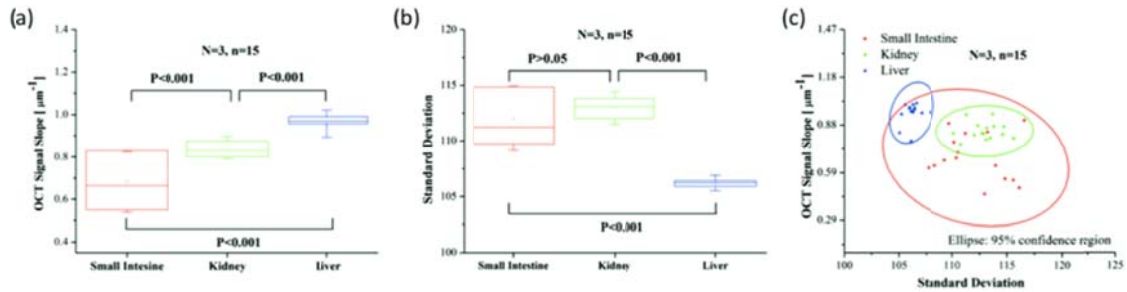 (a)
1.4
1.2
1.0
0.8
0.6
0.4
OCT Signal Slope [ μm⁻¹ ]
N=3, n=15
P<0.001
P<0.001
P<0.001
Small Intesine
Kidney
Liver
(b)
120
115
110
105
100
Standard Deviation
N=3, n=15
P>0.05
P<0.001
P<0.001
Small Intestine
Kidney
Liver
(c)
1.47
1.18
0.88
0.59
0.29
OCT Signal Slope [ μm⁻¹ ]
Small Intestine
Kidney
Liver
N=3, n=15
Ellipse: 95% confidence region
100
105
110
115
120
125
Standard Deviation